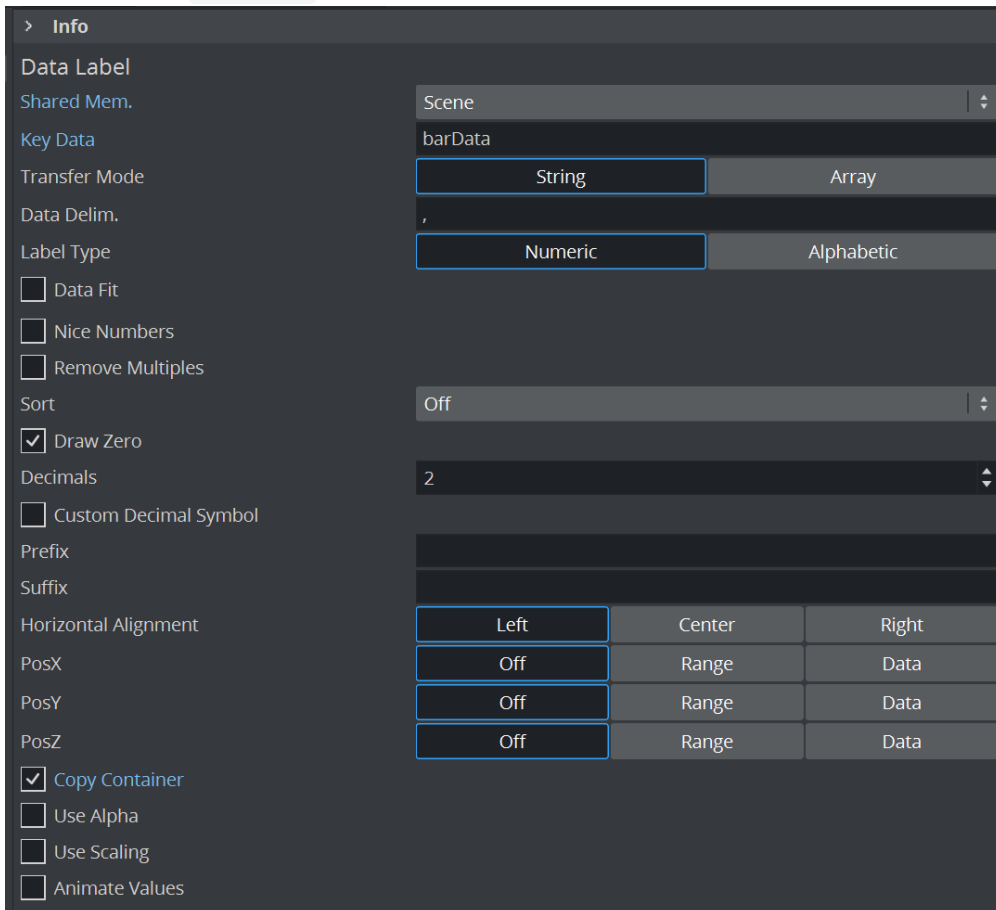 Info
Data Label
Shared Mem. Scene
Key Data barData
Transfer Mode String Array
Data Delim. ,
Label Type Numeric Alphabetic
Data Fit
Nice Numbers
Remove Multiples
Sort Off
Draw Zero
Decimals 2
Custom Decimal Symbol
Prefix
Suffix
Horizontal Alignment Left Center Right
PosX Off Range Data
PosY Off Range Data
PosZ Off Range Data
Copy Container
Use Alpha
Use Scaling
Animate Values